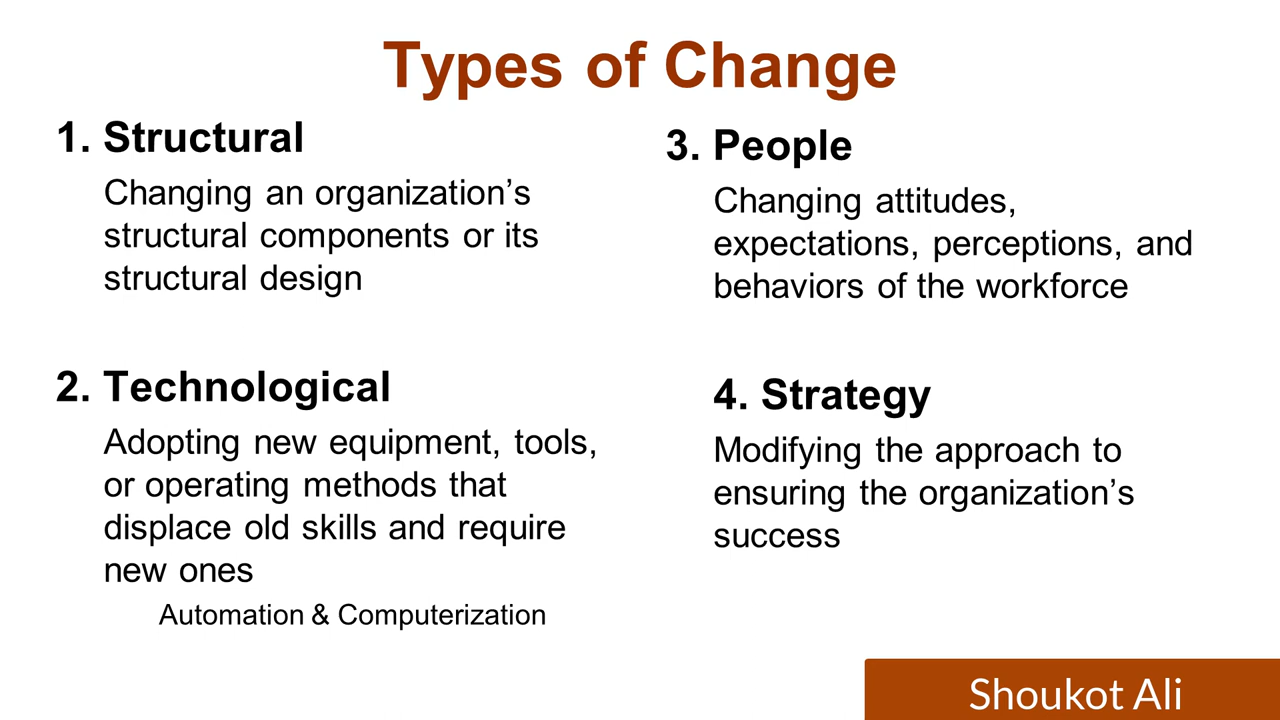 Types of Change
1. Structural
Changing an organization’s
structural components or its
structural design
2. Technological
Adopting new equipment, tools,
or operating methods that
displace old skills and require
new ones
Automation & Computerization
3. People
Changing attitudes,
expectations, perceptions, and
behaviors of the workforce
4. Strategy
Modifying the approach to
ensuring the organization’s
success
Shoukot Ali